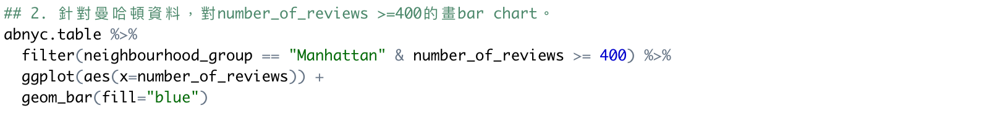 ## 2. 針對曼哈頓資料，對number_of_reviews >=400的畫bar chart。
abnyc.table %>%
  filter(neighbourhood_group == "Manhattan" & number_of_reviews >= 400) %>%
  ggplot(aes(x=number_of_reviews)) +
  geom_bar(fill="blue")